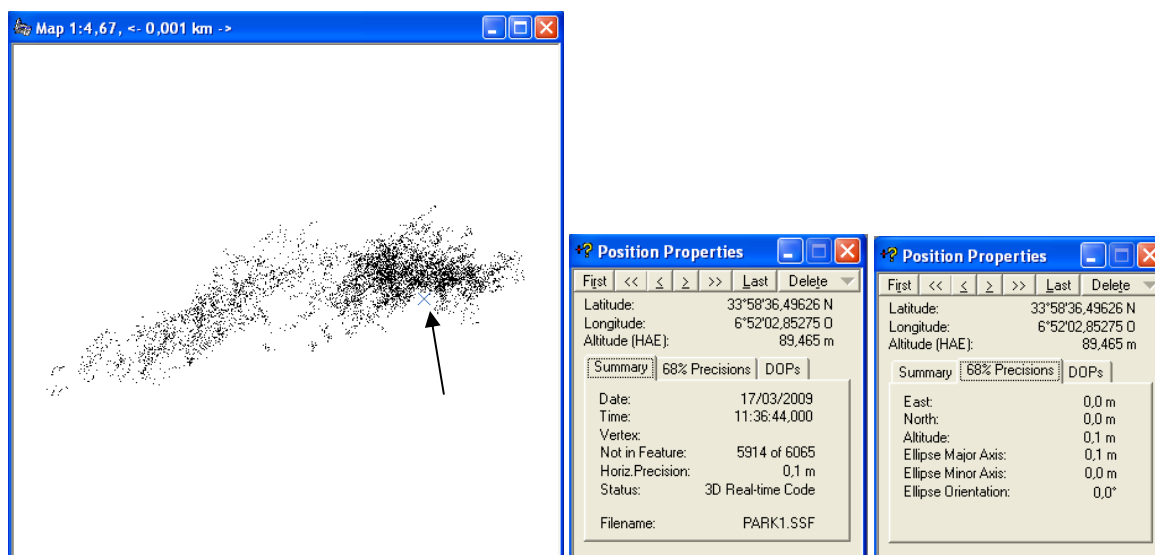 Map 1:4,67, <- 0,001 km ->
Position Properties
First << < > >> Last Delete
Latitude: 33°58'36,49626 N
Longitude: 6°52'02,85275 O
Altitude (HAE): 89,465 m
Summary 68% Precisions DOPs
Date: 17/03/2009
Time: 11:36:44,000
Vertex:
Not in Feature: 5914 of 6065
Horiz.Precision: 0,1 m
Status: 3D Real-time Code
Filename: PARK1.SSF
Position Properties
First << < > >> Last Delete
Latitude: 33°58'36,49626 N
Longitude: 6°52'02,85275 O
Altitude (HAE): 89,465 m
Summary 68% Precisions DOPs
East: 0,0 m
North: 0,0 m
Altitude: 0,1 m
Ellipse Major Axis: 0,1 m
Ellipse Minor Axis: 0,0 m
Ellipse Orientation: 0,0°